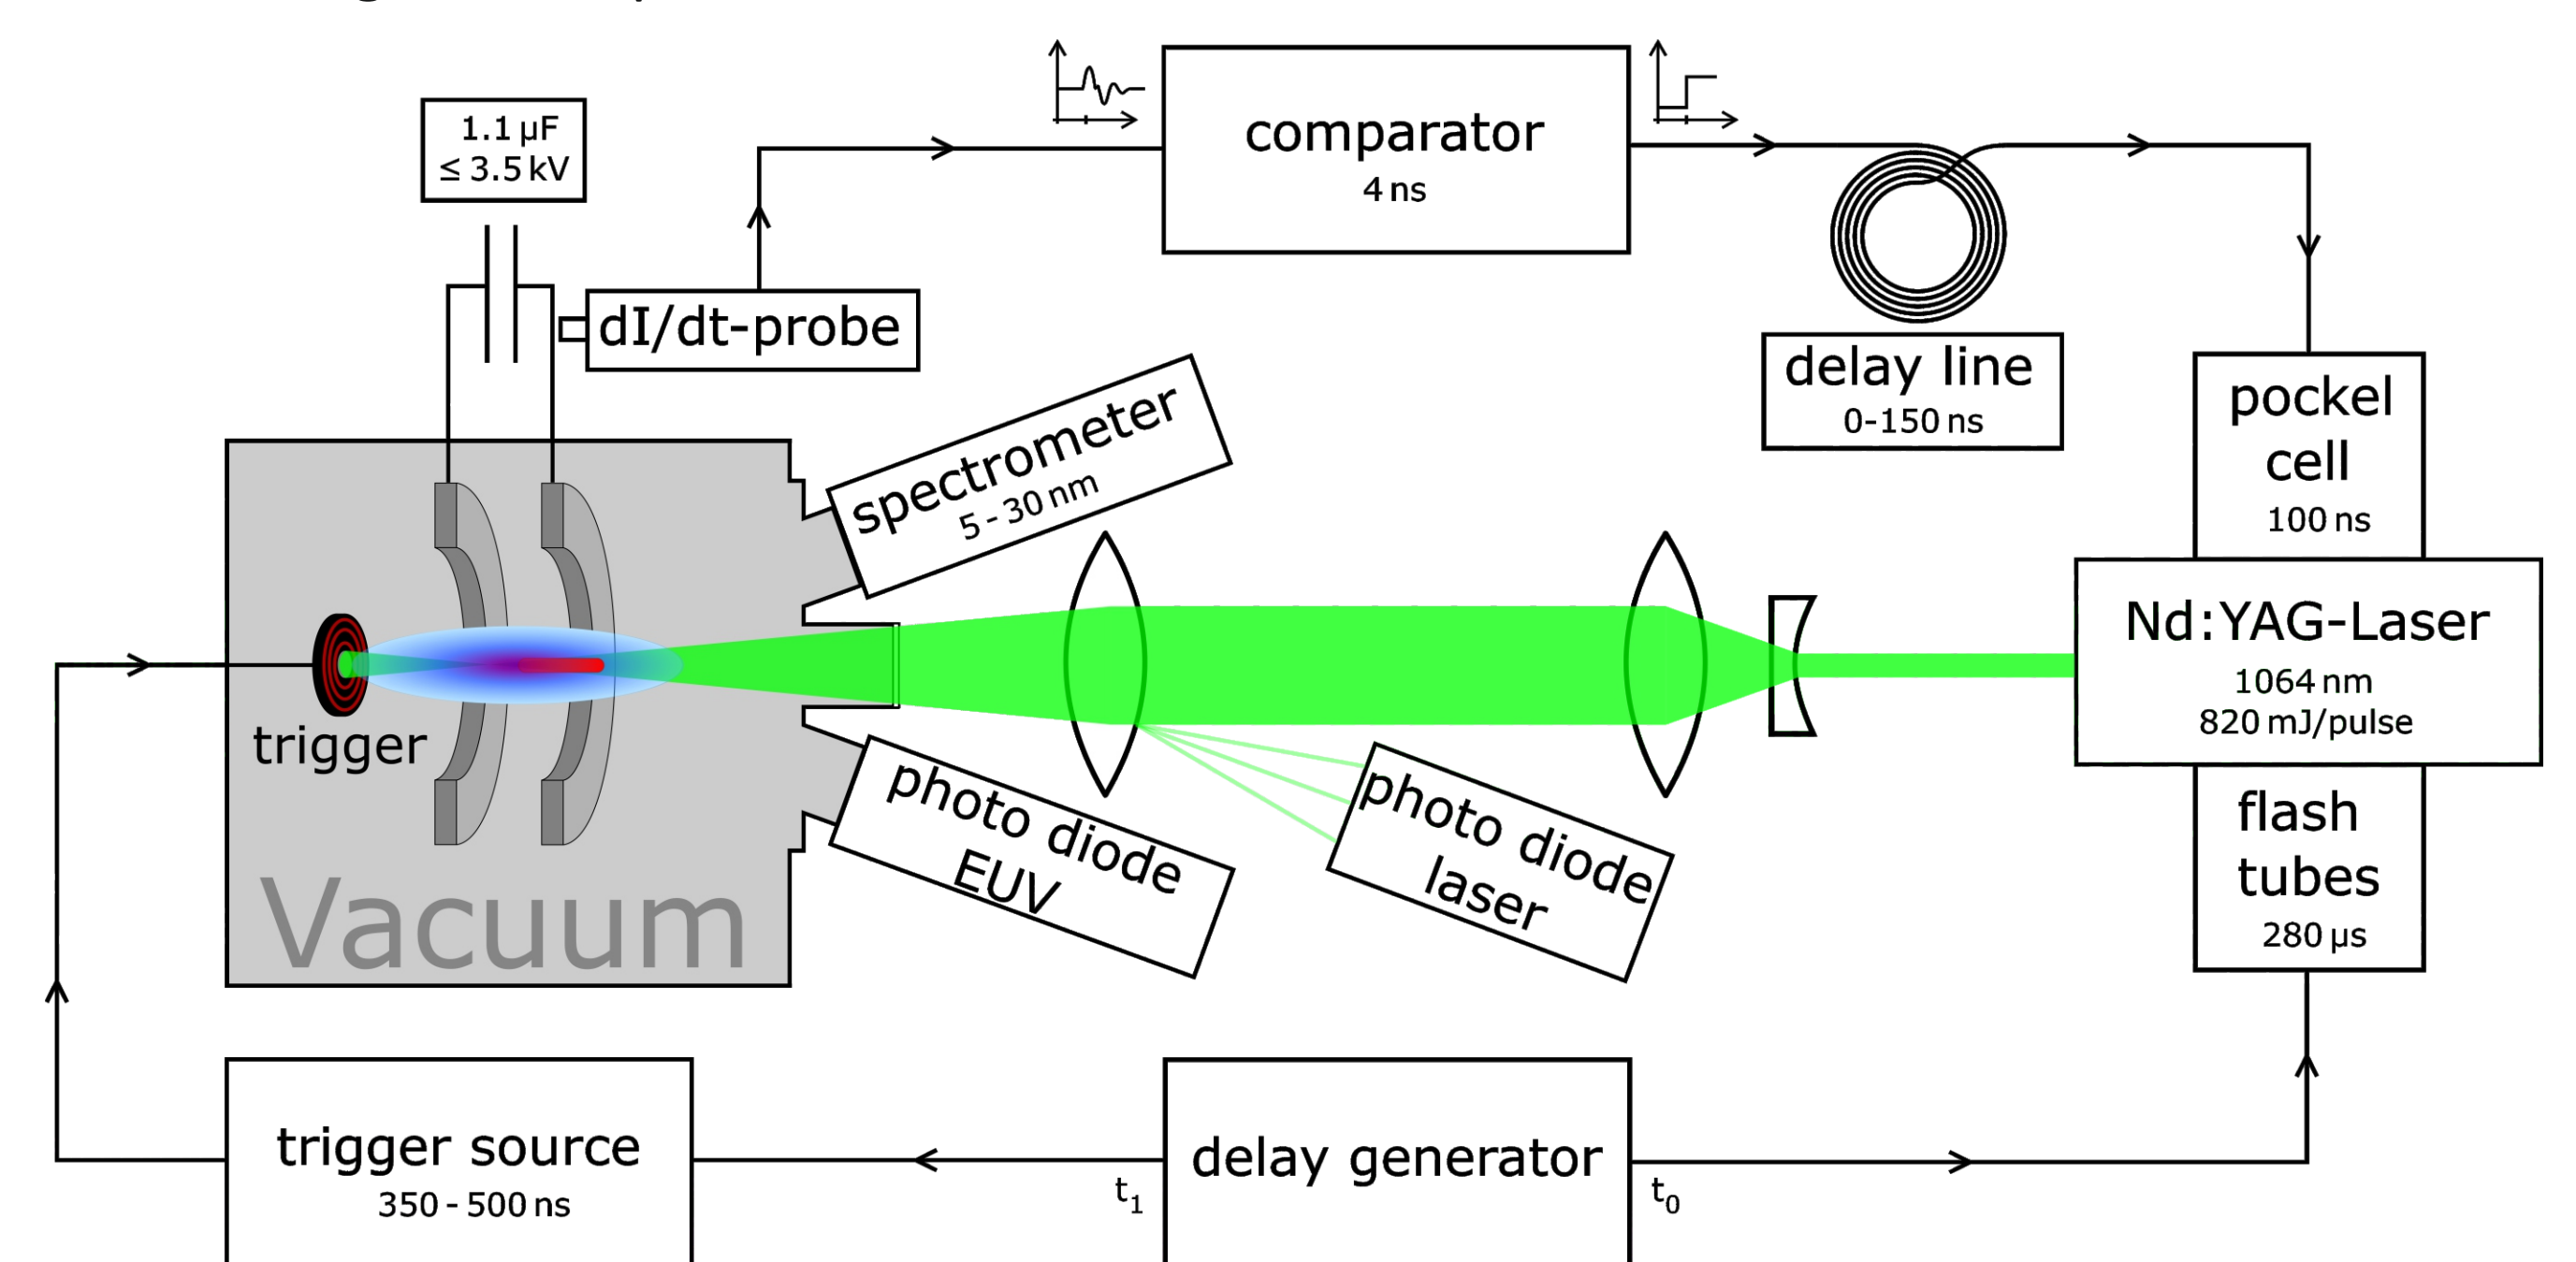 1.1 µF
≤ 3.5 kV
comparator
4 ns
dI/dt-probe
delay line
0-150 ns
pockel
cell
100 ns
spectrometer
5 - 30 nm
Nd:YAG-Laser
1064 nm
820 mJ/pulse
trigger
photo diode
EUV
photo diode
laser
flash
tubes
280 µs
Vacuum
trigger source
350 - 500 ns
t1
delay generator
t0